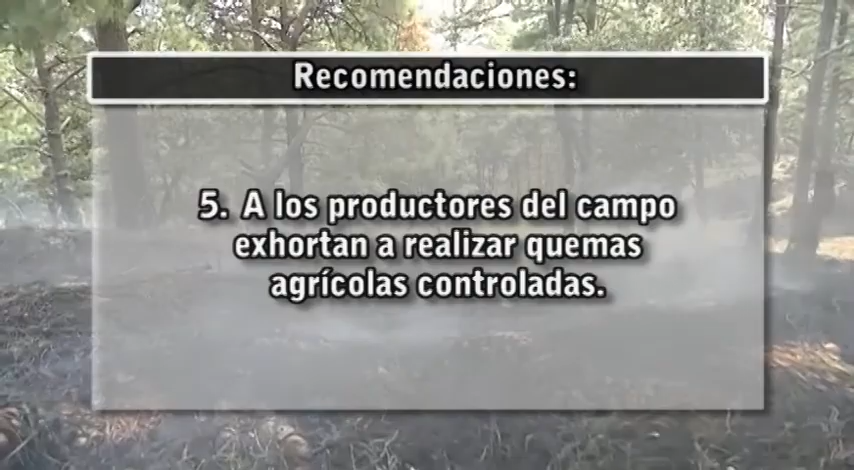 Recomendaciones:
5. A los productores del campo
exhortan a realizar quemas
agrícolas controladas.